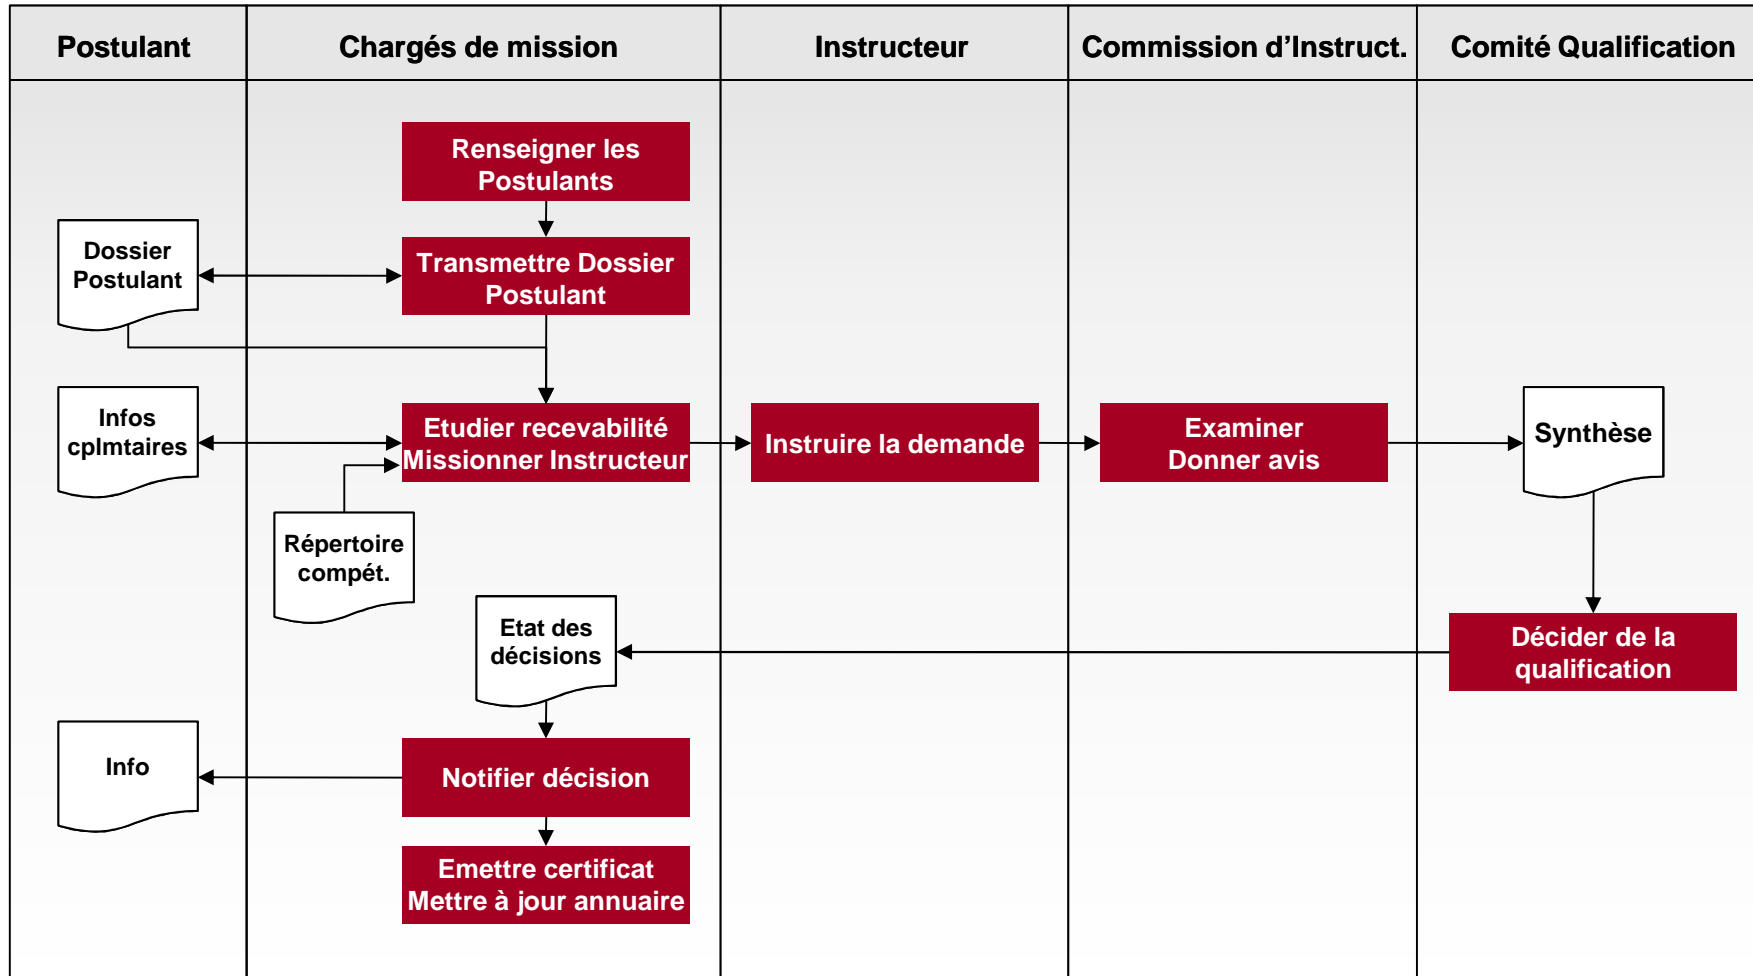 Postulant
Chargés de mission
Instructeur
Commission d'Instruct.
Comité Qualification
Renseigner les
Postulants
Dossier
Postulant
Transmettre Dossier
Postulant
Infos
cplmtaires
Etudier recevabilité
Missionner Instructeur
Instruire la demande
Examiner
Donner avis
Synthèse
Répertoire
compét.
Etat des
décisions
Décider de la
qualification
Info
Notifier décision
Emettre certificat
Mettre à jour annuaire